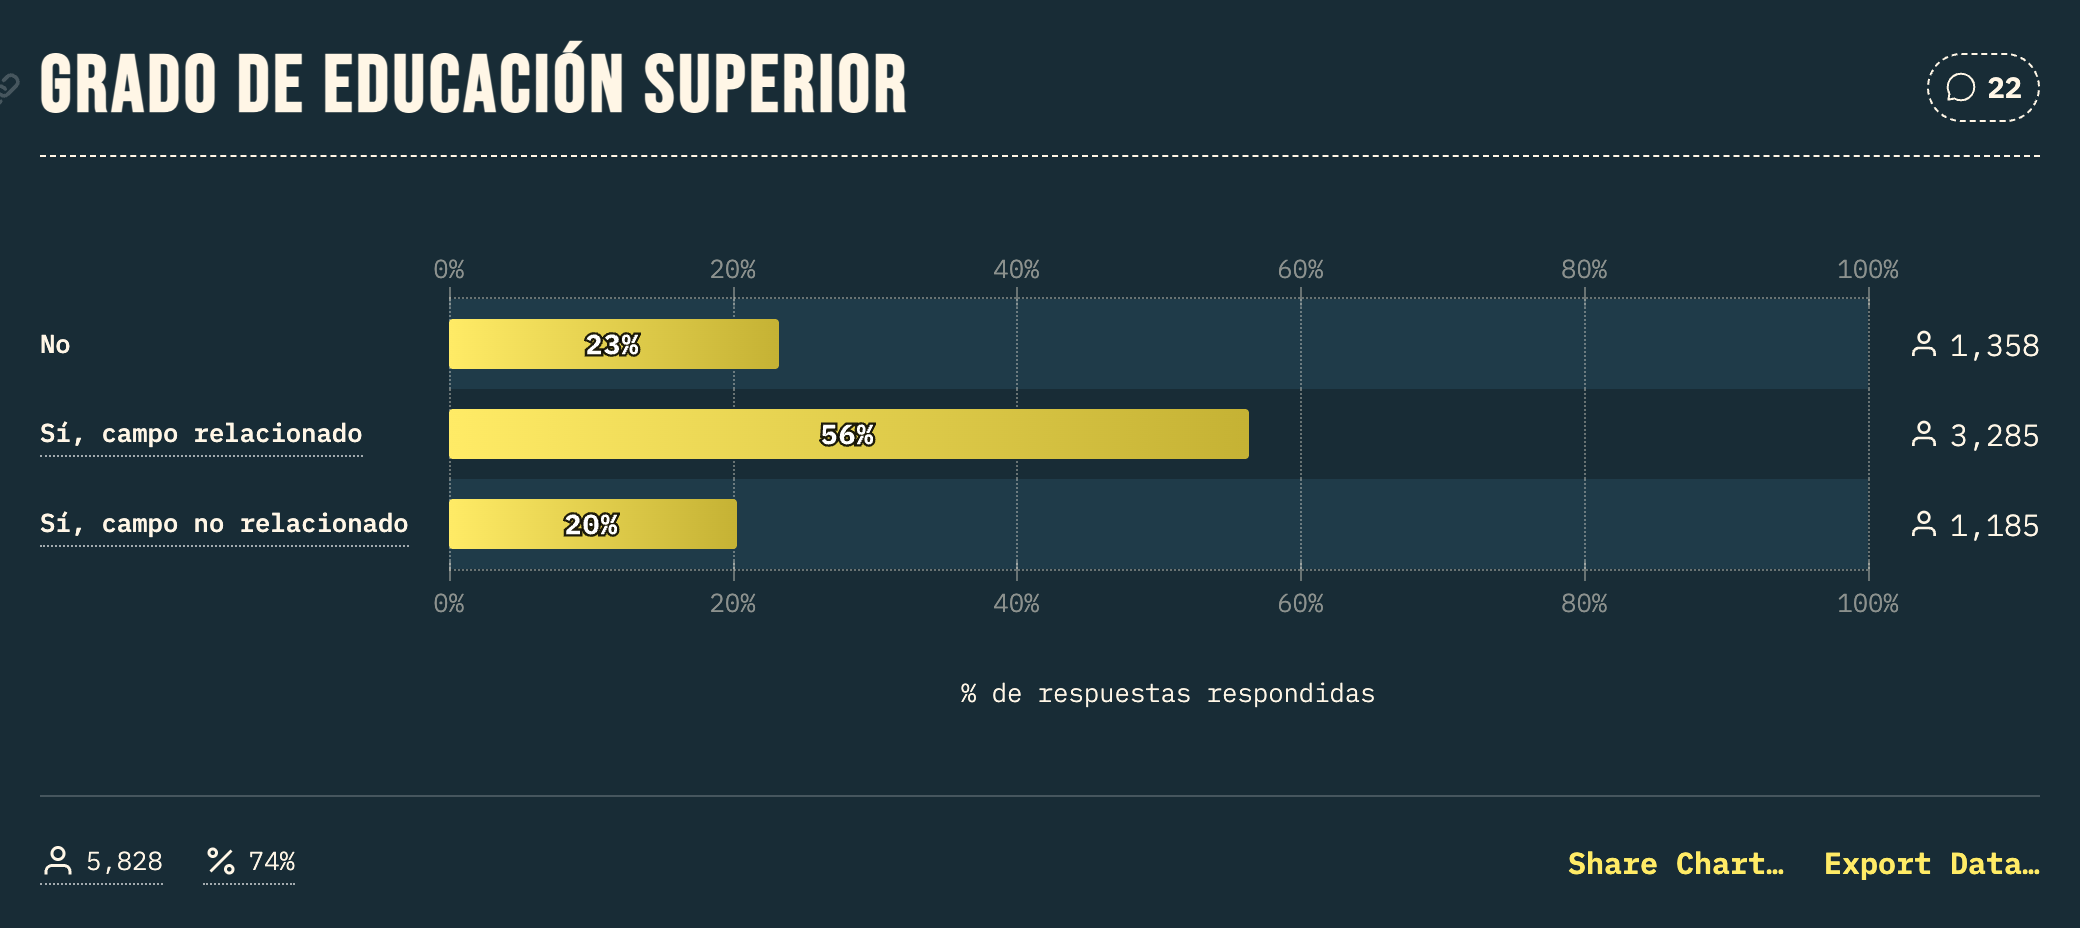 GRADO DE EDUCACIÓN SUPERIOR
22
0% 20% 40% 60% 80% 100%
No 23% 1,358
Sí, campo relacionado 56% 3,285
Sí, campo no relacionado 20% 1,185
0% 20% 40% 60% 80% 100%
% de respuestas respondidas
5,828 74% Share Chart… Export Data…